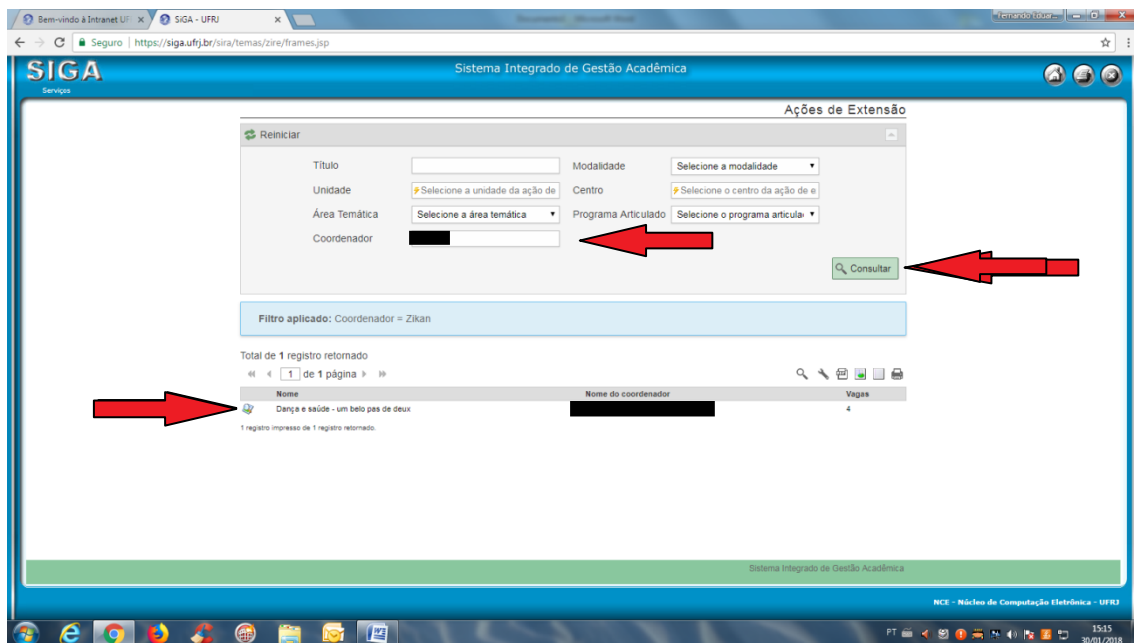 Bem-vindo à Intranet UF
SiGA - UFRJ
Seguro | https://siga.ufrj.br/sira/temas/zire/frames.jsp
SIGA
Serviços
Sistema Integrado de Gestão Acadêmica
Ações de Extensão
Reiniciar
Título
Modalidade
Selecione a modalidade
Unidade
Selecione a unidade da ação de
Centro
Selecione o centro da ação de e
Área Temática
Selecione a área temática
Programa Articulado
Selecione o programa articula
Coordenador
Consultar
Filtro aplicado: Coordenador = Zikan
Total de 1 registro retornado
1 de 1 página
Nome Nome do coordenador Vagas
Dança e saúde - um belo pas de deux 4
1 registro impresso de 1 registro retornado.
Sistema Integrado de Gestão Acadêmica
NCE - Núcleo de Computação Eletrônica - UFRJ
PT
15:15
30/01/2018